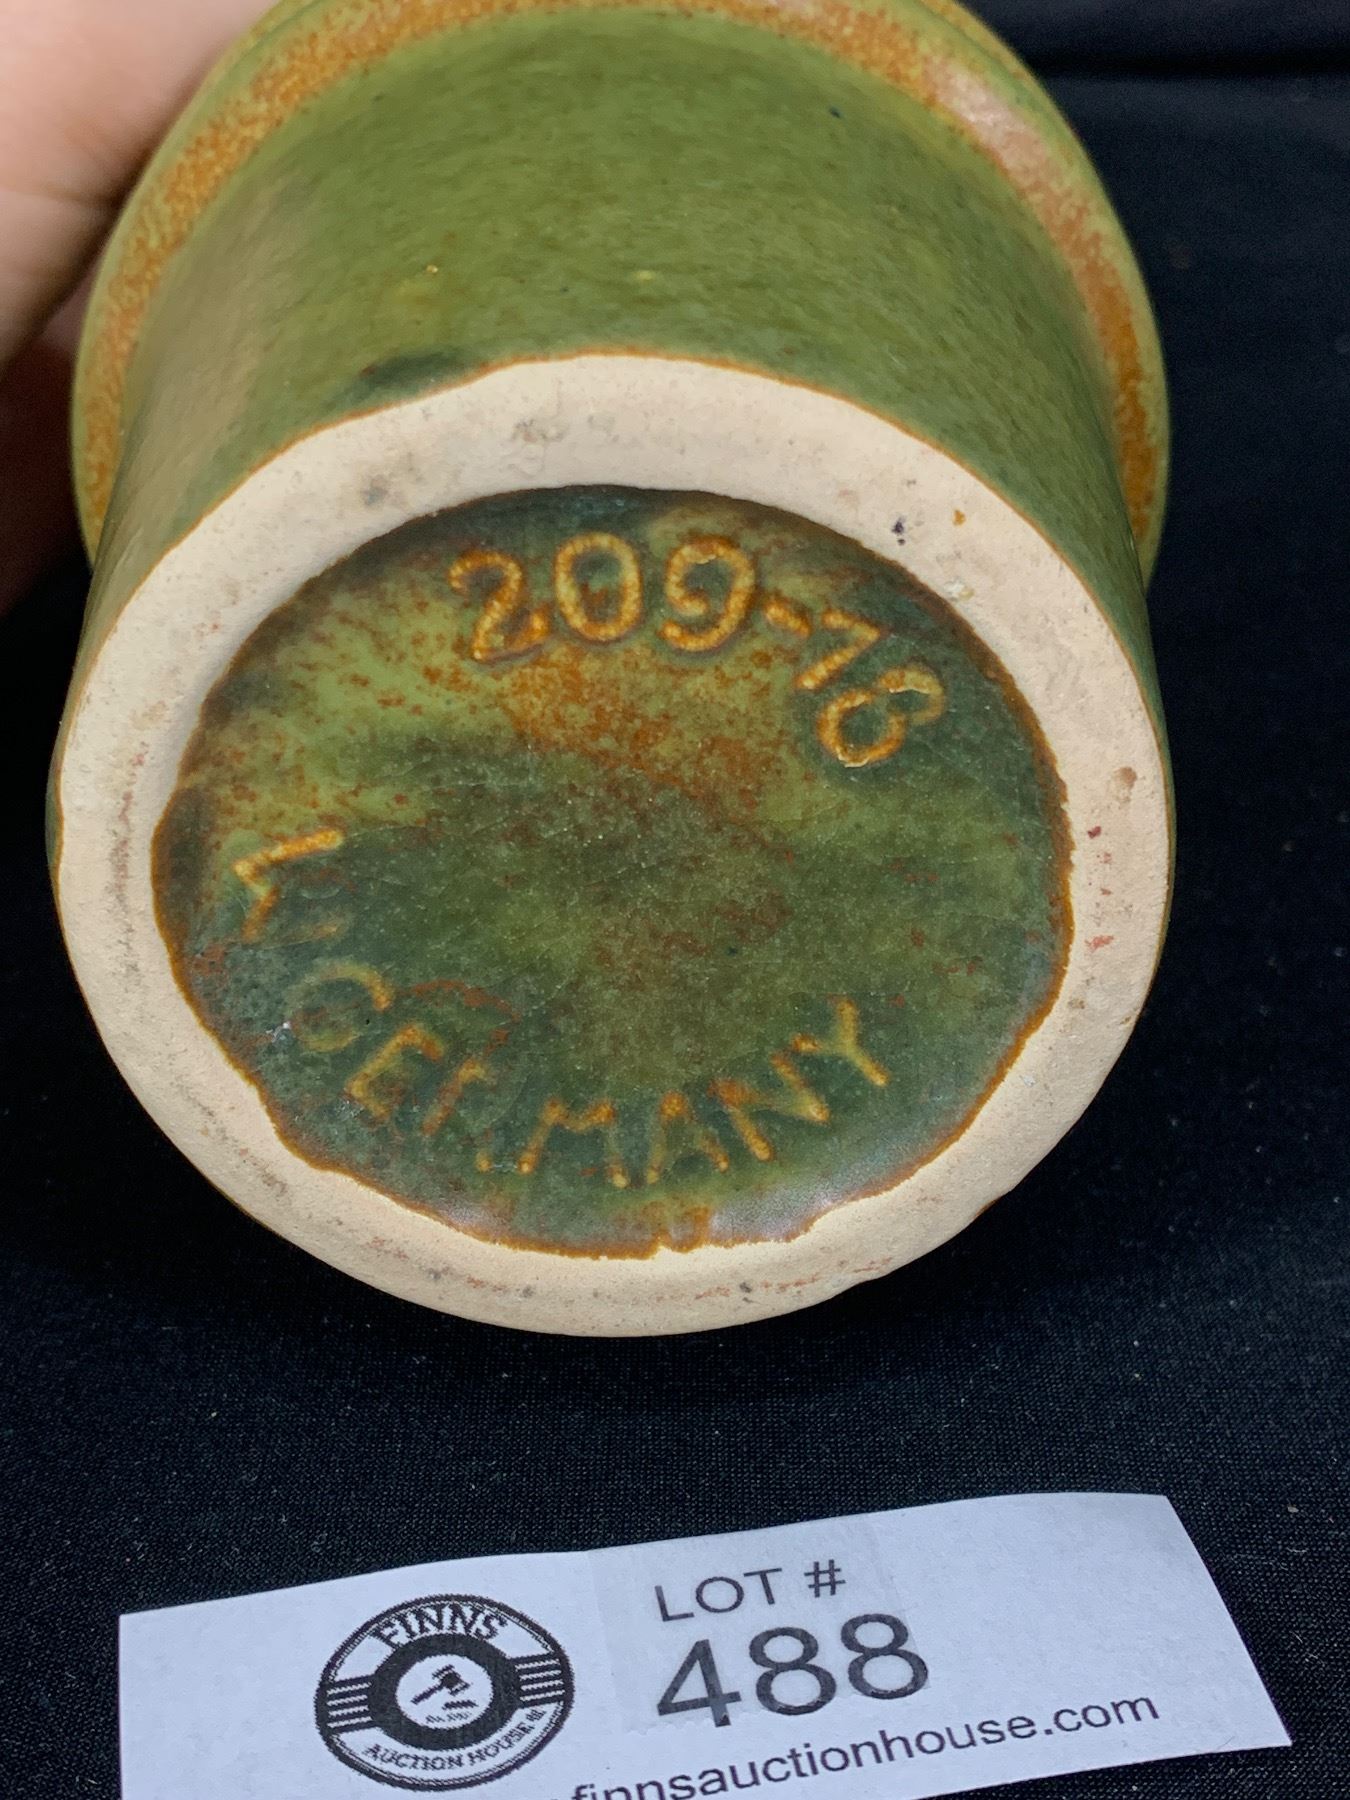 209-18
W. GERMANY
LOT #
488
FINNS
AUCTION HOUSE
finnsauctionhouse.com